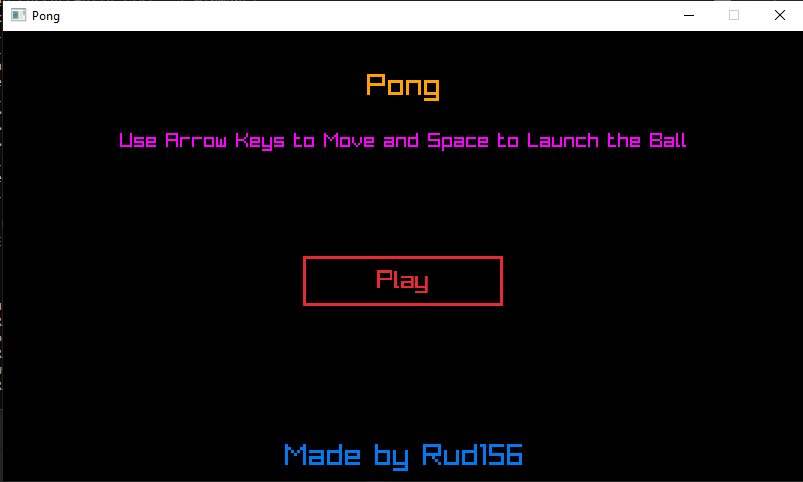 Pong
Pong
Use Arrow Keys to Move and Space to Launch the Ball
Play
Made by Rud156